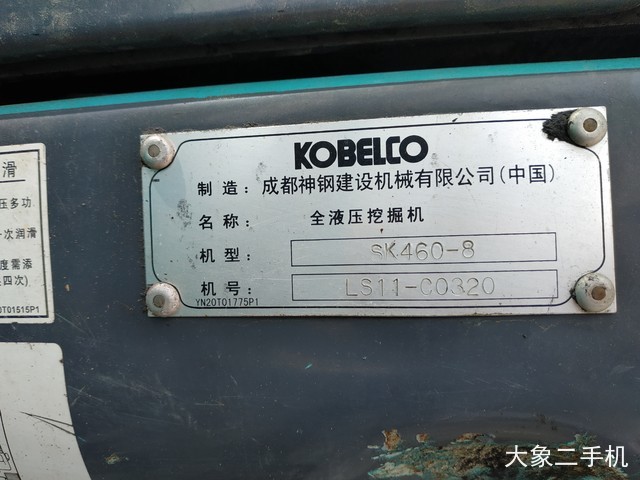 KOBELCO
制造：成都神钢建设机械有限公司(中国)
名称：全液压挖掘机
机型：SK460-8
机号：LS11-C0320
YN20T01775P1
滑
压多功
次润滑
度需添
四次)
0T01515P1
大象二手机